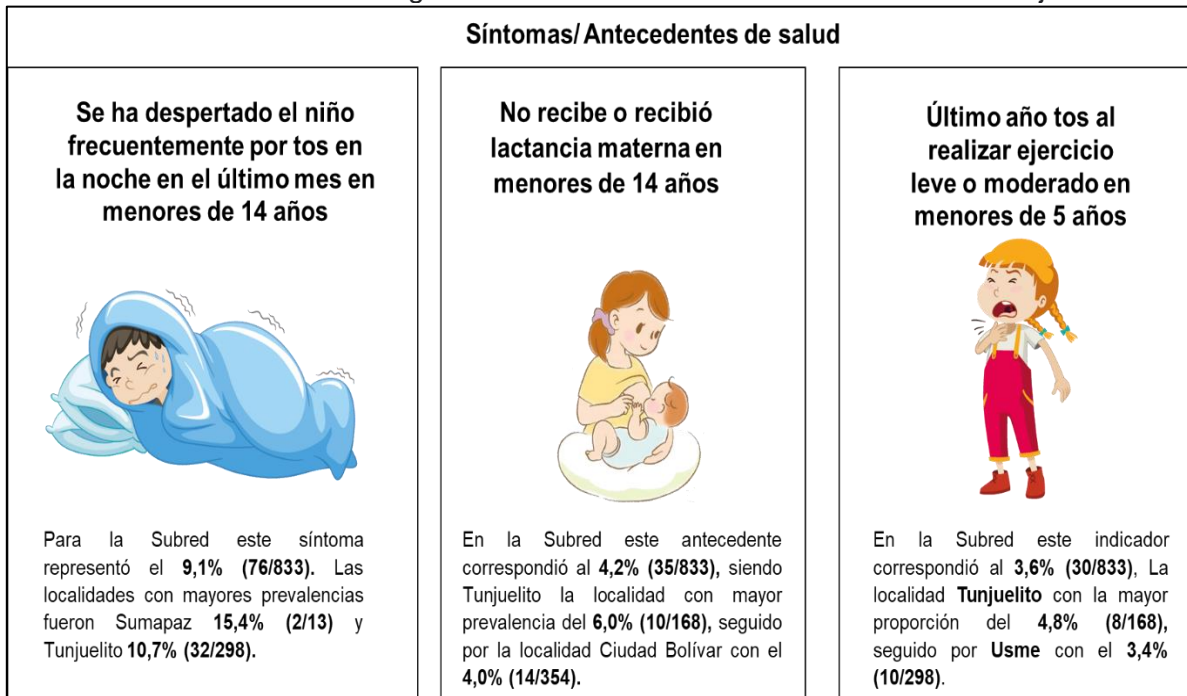 Síntomas/ Antecedentes de salud
Se ha despertado el niño
frecuentemente por tos en
la noche en el último mes en
menores de 14 años
Para la Subred este síntoma
representó el 9,1% (76/833). Las
localidades con mayores prevalencias
fueron Sumapaz 15,4% (2/13) y
Tunjuelito 10,7% (32/298).
No recibe o recibió
lactancia materna en
menores de 14 años
En la Subred este antecedente
correspondió al 4,2% (35/833), siendo
Tunjuelito la localidad con mayor
prevalencia del 6,0% (10/168), seguido
por la localidad Ciudad Bolívar con el
4,0% (14/354).
Último año tos al
realizar ejercicio
leve o moderado en
menores de 5 años
En la Subred este indicador
correspondió al 3,6% (30/833), La
localidad Tunjuelito con la mayor
proporción del 4,8% (8/168),
seguido por Usme con el 3,4%
(10/298).